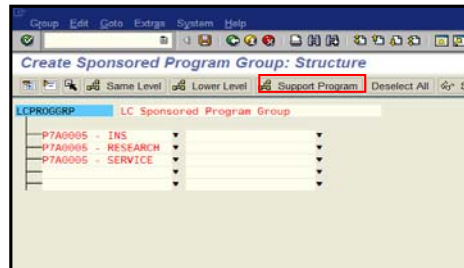 Group Edit Goto Extras System Help
Create Sponsored Program Group: Structure
Same Level Lower Level Support Program Deselect All
LCPROGGRP LC Sponsored Program Group
P7A0005 - INS
P7A0005 - RESEARCH
P7A0005 - SERVICE